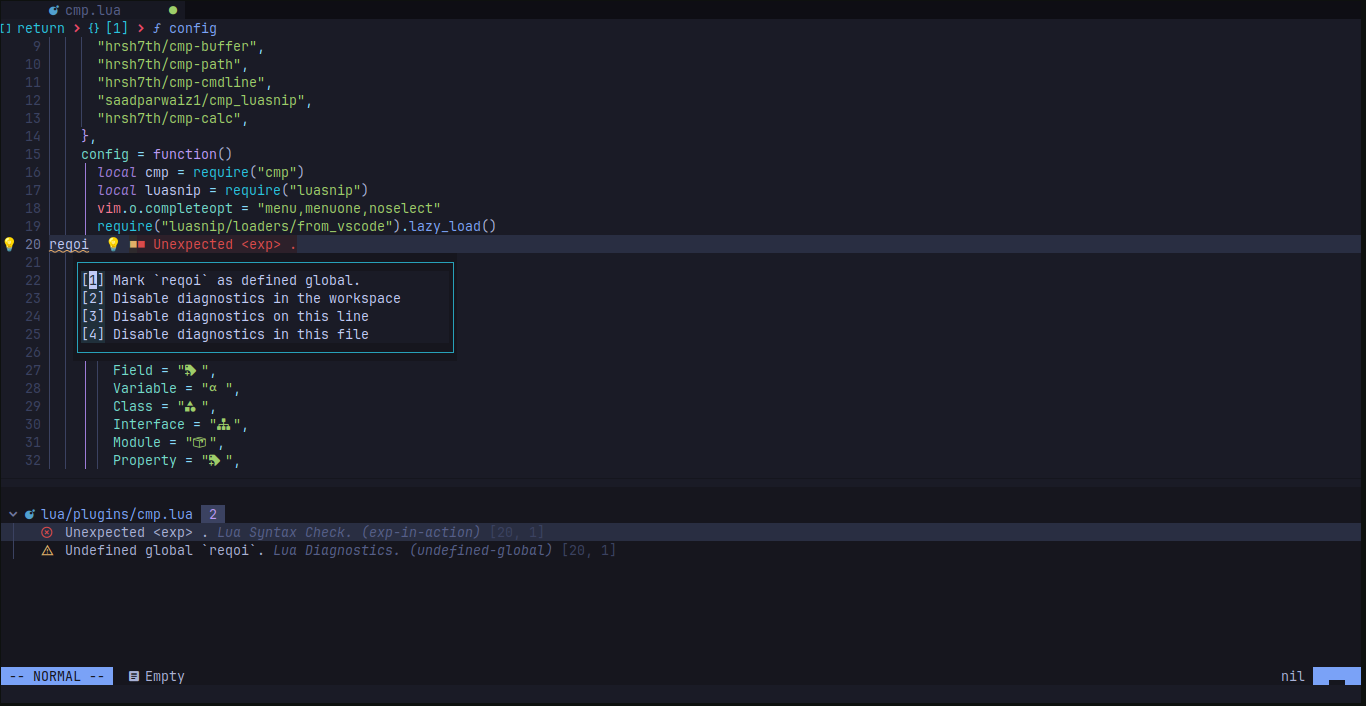 cmp.lua
return > {} [1] > ƒ config
9 "hrsh7th/cmp-buffer",
10 "hrsh7th/cmp-path",
11 "hrsh7th/cmp-cmdline",
12 "saadparwaiz1/cmp_luasnip",
13 "hrsh7th/cmp-calc",
14 },
15 config = function()
16 local cmp = require("cmp")
17 local luasnip = require("luasnip")
18 vim.o.completeopt = "menu,menuone,noselect"
19 require("luasnip/loaders/from_vscode").lazy_load()
20 reqoi Unexpected <exp> .
21
22 [1] Mark `reqoi` as defined global.
23 [2] Disable diagnostics in the workspace
24 [3] Disable diagnostics on this line
25 [4] Disable diagnostics in this file
26
27 Field = " ",
28 Variable = "α ",
29 Class = " ",
30 Interface = " ",
31 Module = " ",
32 Property = " ",
lua/plugins/cmp.lua 2
Unexpected <exp> . Lua Syntax Check. (exp-in-action) [20, 1]
Undefined global `reqoi`. Lua Diagnostics. (undefined-global) [20, 1]
-- NORMAL -- Empty nil